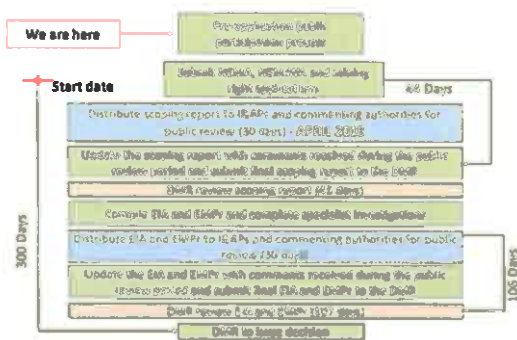 Pre-application public
participation process
We are here
Submit and mining
right application
44 Days
Start date
Distribute scoping report to I&APs and commenting authorities for
public review (30 days) - APRIL
Update the scoping report with comments received during the public
review period and submit final scoping report to the DMR
DMR review scoping report days)
Compile EIA and EMPr and complete specialist investigations
Distribute EIA and EMPr to I&APs and commenting authorities for public
review (30 days)
Update the EIA and EMPr with comments received during the public
review period and submit final EIA and EMPr to the DMR
DMR review EIA and EMPr (107 days)
DMR to issue decision
300 Days
106 Days